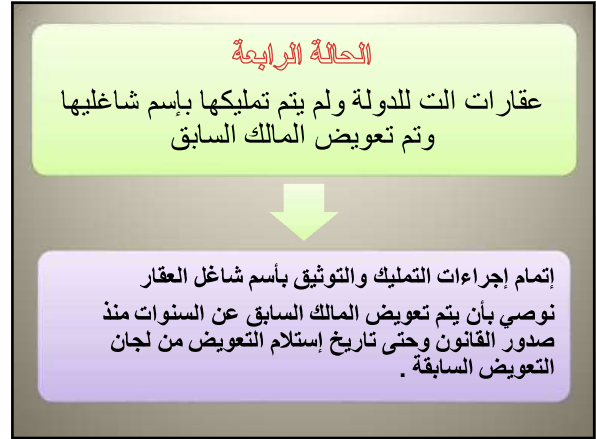 الحالة الرابعة
عقارات الت للدولة ولم يتم تمليكها بإسم شاغليها
وتم تعويض المالك السابق
إتمام إجراءات التمليك والتوثيق بأسم شاغل العقار
نوصي بأن يتم تعويض المالك السابق عن السنوات منذ
صدور القانون وحتى تاريخ إستلام التعويض من لجان
التعويض السابقة .